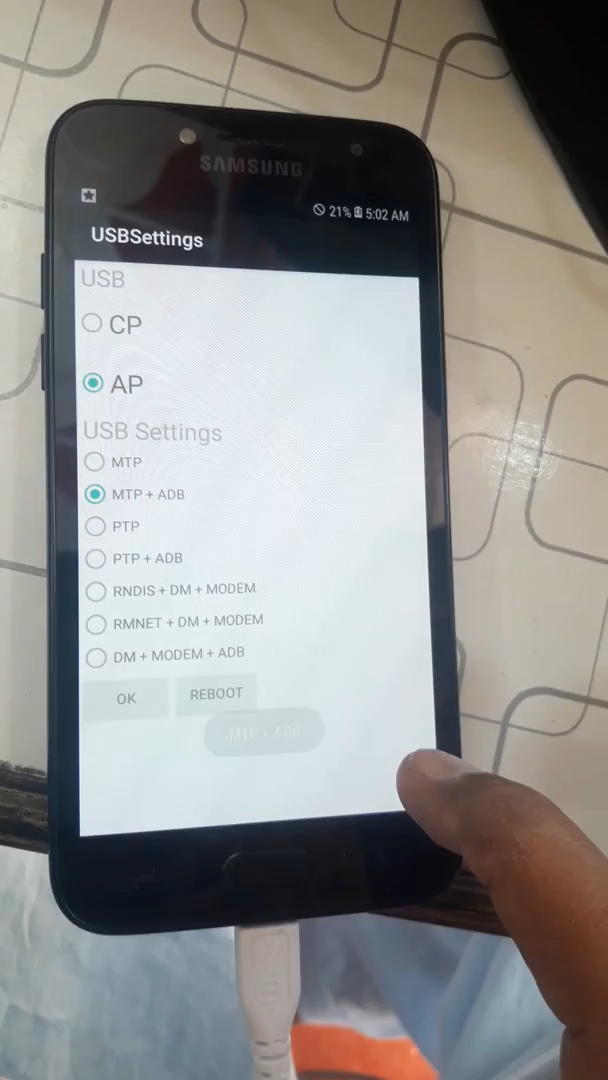 SAMSUNG
21% 5:02 AM
USBSettings
USB
CP
AP
USB Settings
MTP
MTP + ADB
PTP
PTP + ADB
RNDIS + DM + MODEM
RMNET + DM + MODEM
DM + MODEM + ADB
OK REBOOT
MTP + ADB